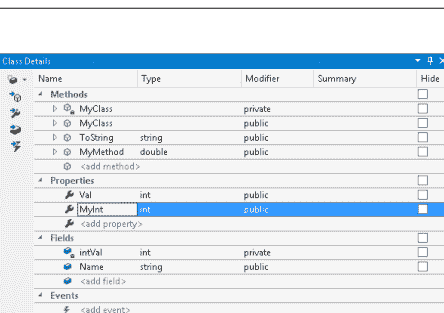 Class Details
Name Type Modifier Summary Hide
Methods
MyClass private
MyClass public
ToString string public
MyMethod double public
<add method>
Properties
Val int public
MyInt int public
<add property>
Fields
intVal int private
Name string public
<add field>
Events
<add event>